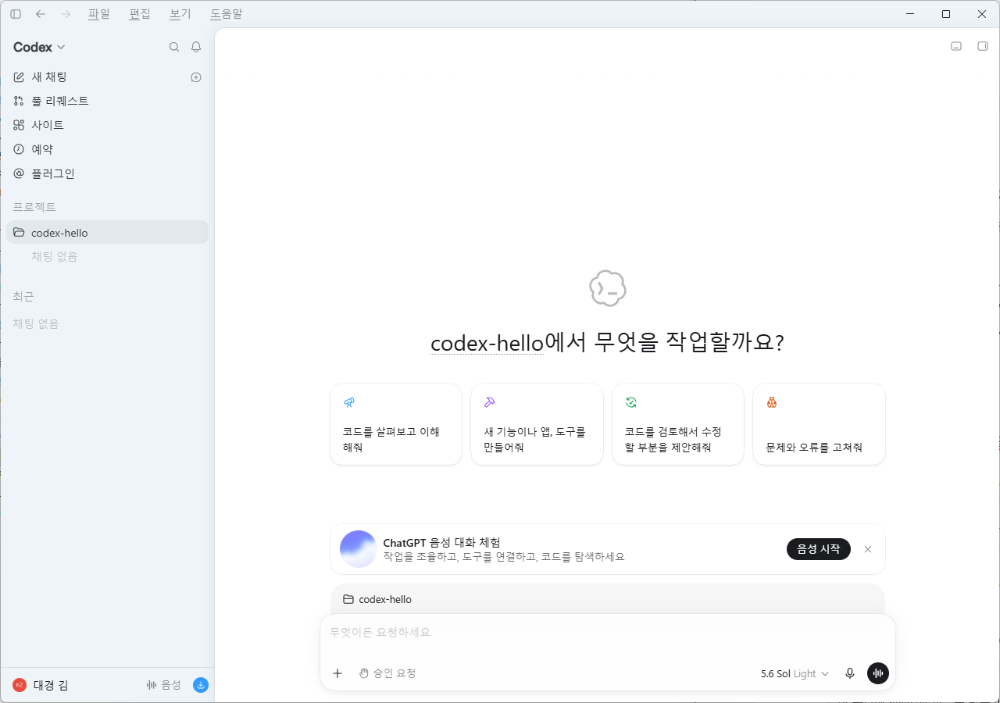 파일 편집 보기 도움말
Codex
새 채팅
풀 리퀘스트
사이트
예약
플러그인
프로젝트
codex-hello
채팅 없음
최근
채팅 없음
codex-hello에서 무엇을 작업할까요?
코드를 살펴보고 이해
해줘
새 기능이나 앱, 도구를
만들어줘
코드를 검토해서 수정
할 부분을 제안해줘
문제와 오류를 고쳐줘
ChatGPT 음성 대화 체험
작업을 조율하고, 도구를 연결하고, 코드를 탐색하세요
음성 시작
codex-hello
무엇이든 요청하세요
승인 요청
5.6 Sol Light
KZ 대경 김
음성